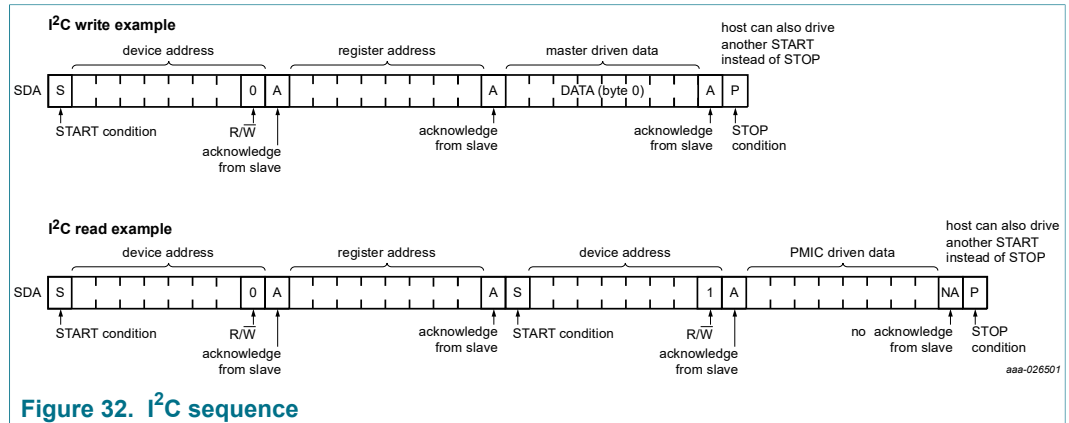 I²C write example
host can also drive
another START
instead of STOP
device address
register address
master driven data
SDA
S
0
A
A
DATA (byte 0)
A
P
START condition
R/W̅
acknowledge
from slave
acknowledge
from slave
acknowledge
from slave
STOP
condition
I²C read example
host can also drive
another START
instead of STOP
device address
register address
device address
PMIC driven data
SDA
S
0
A
A
S
1
A
NA
P
START condition
R/W̅
acknowledge
from slave
acknowledge
from slave
START condition
R/W̅
acknowledge
from slave
no acknowledge
from slave
STOP
condition
aaa-026501
Figure 32. I²C sequence